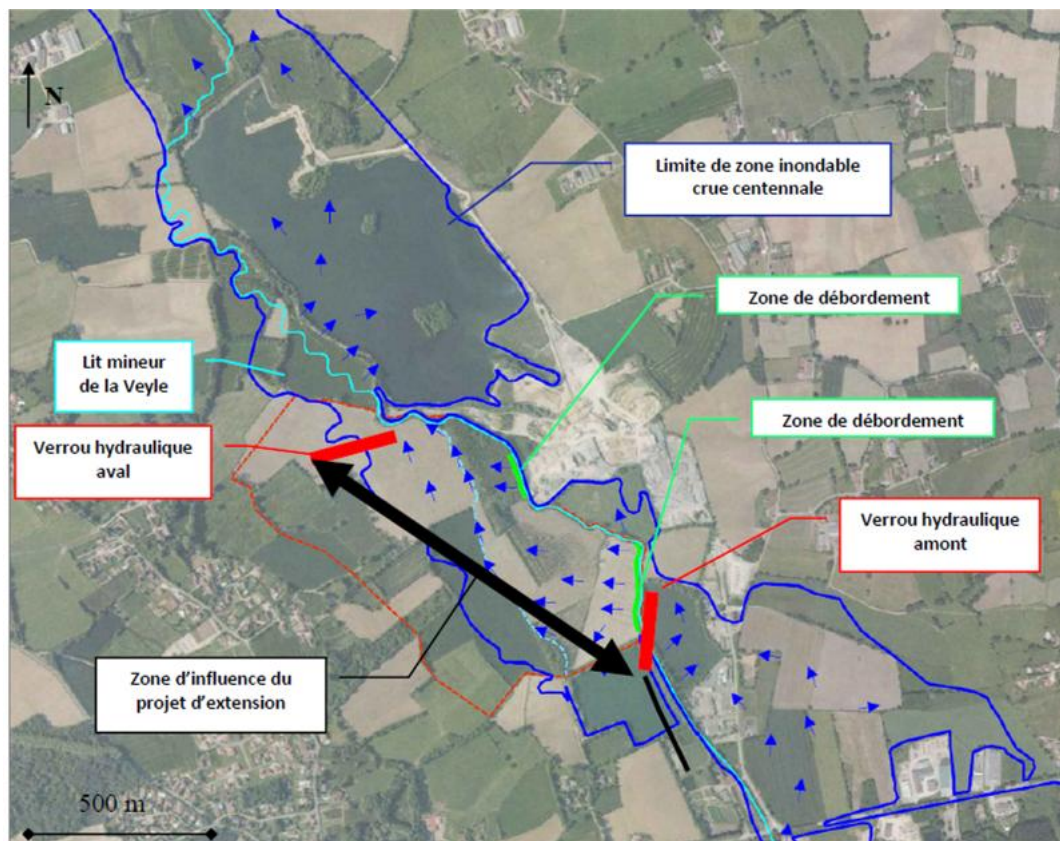 N
Limite de zone inondable
crue centennale
Zone de débordement
Lit mineur
de la Veyle
Zone de débordement
Verrou hydraulique
aval
Verrou hydraulique
amont
Zone d'influence du
projet d'extension
500 m